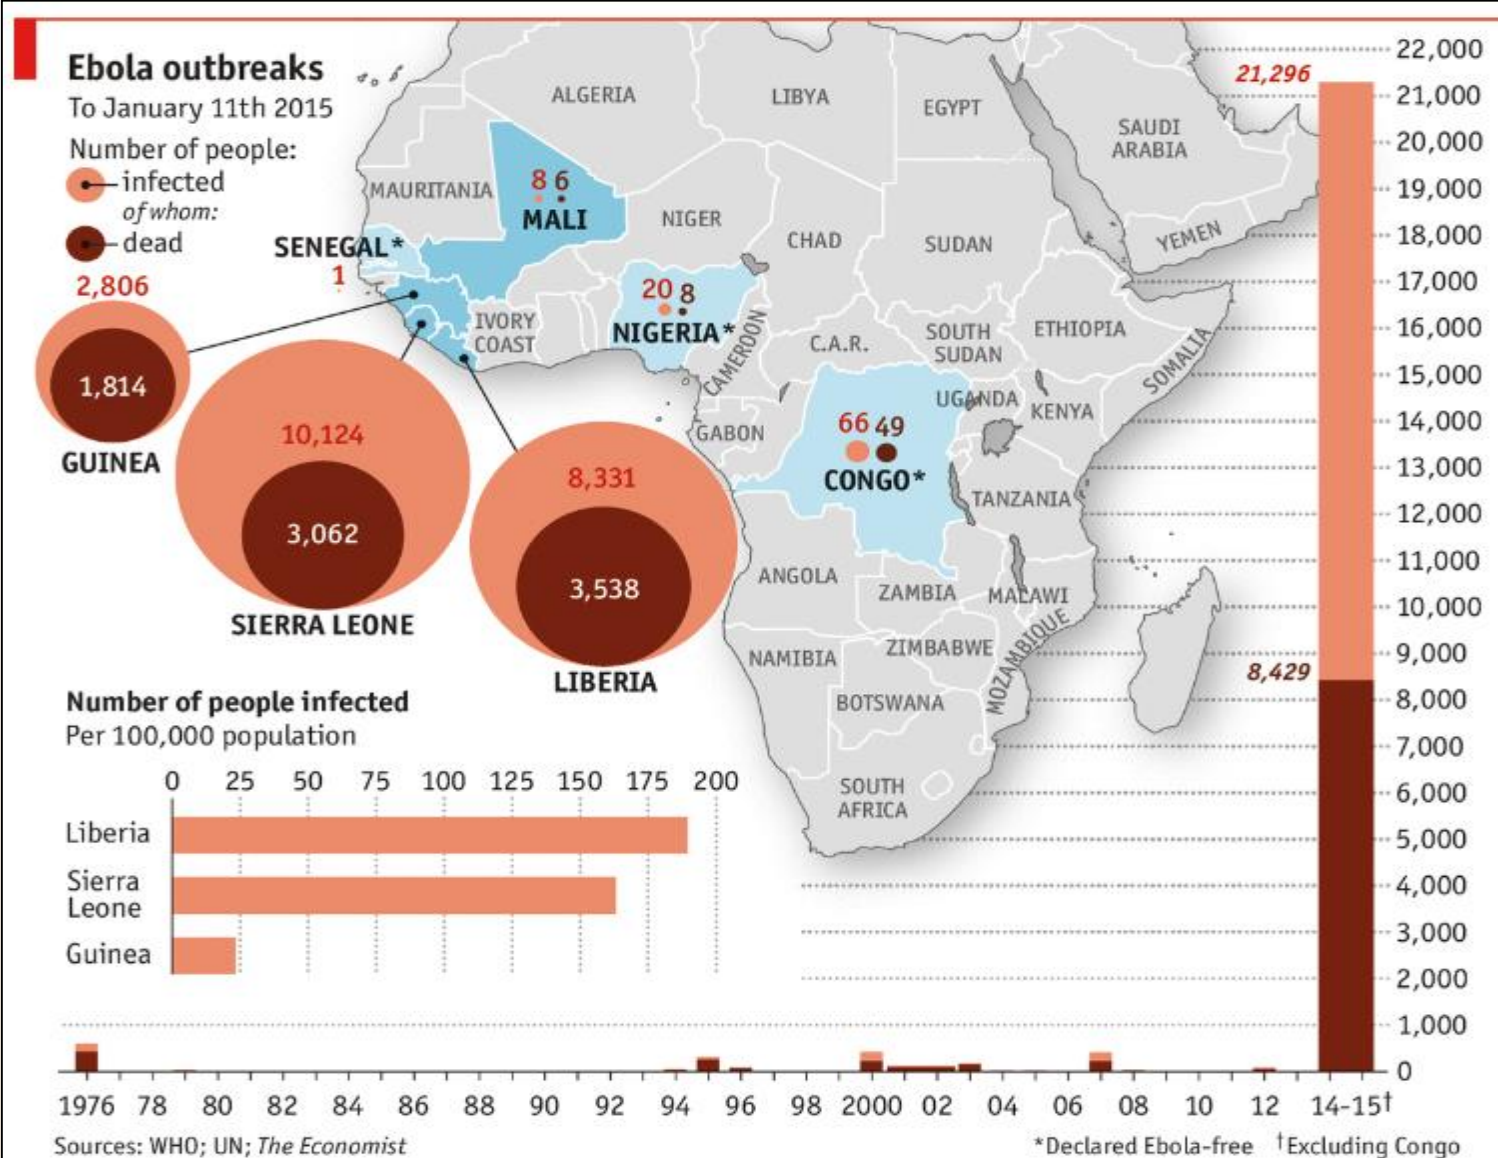 Ebola outbreaks
To January 11th 2015
Number of people:
infected
of whom:
dead
2,806
1,814
GUINEA
10,124
3,062
SIERRA LEONE
8,331
3,538
LIBERIA
SENEGAL*
1
8 6
MALI
20 8
NIGERIA*
66 49
CONGO*
ALGERIA
LIBYA
EGYPT
SAUDI
ARABIA
MAURITANIA
NIGER
CHAD
SUDAN
YEMEN
IVORY
COAST
CAMEROON
C.A.R.
SOUTH
SUDAN
ETHIOPIA
SOMALIA
UGANDA
KENYA
GABON
TANZANIA
ANGOLA
ZAMBIA
MALAWI
MOZAMBIQUE
ZIMBABWE
NAMIBIA
BOTSWANA
SOUTH
AFRICA
21,296
8,429
22,000
21,000
20,000
19,000
18,000
17,000
16,000
15,000
14,000
13,000
12,000
11,000
10,000
9,000
8,000
7,000
6,000
5,000
4,000
3,000
2,000
1,000
0
Number of people infected
Per 100,000 population
0 25 50 75 100 125 150 175 200
Liberia
Sierra
Leone
Guinea
1976 78 80 82 84 86 88 90 92 94 96 98 2000 02 04 06 08 10 12 14-15†
Sources: WHO; UN; The Economist
*Declared Ebola-free †Excluding Congo